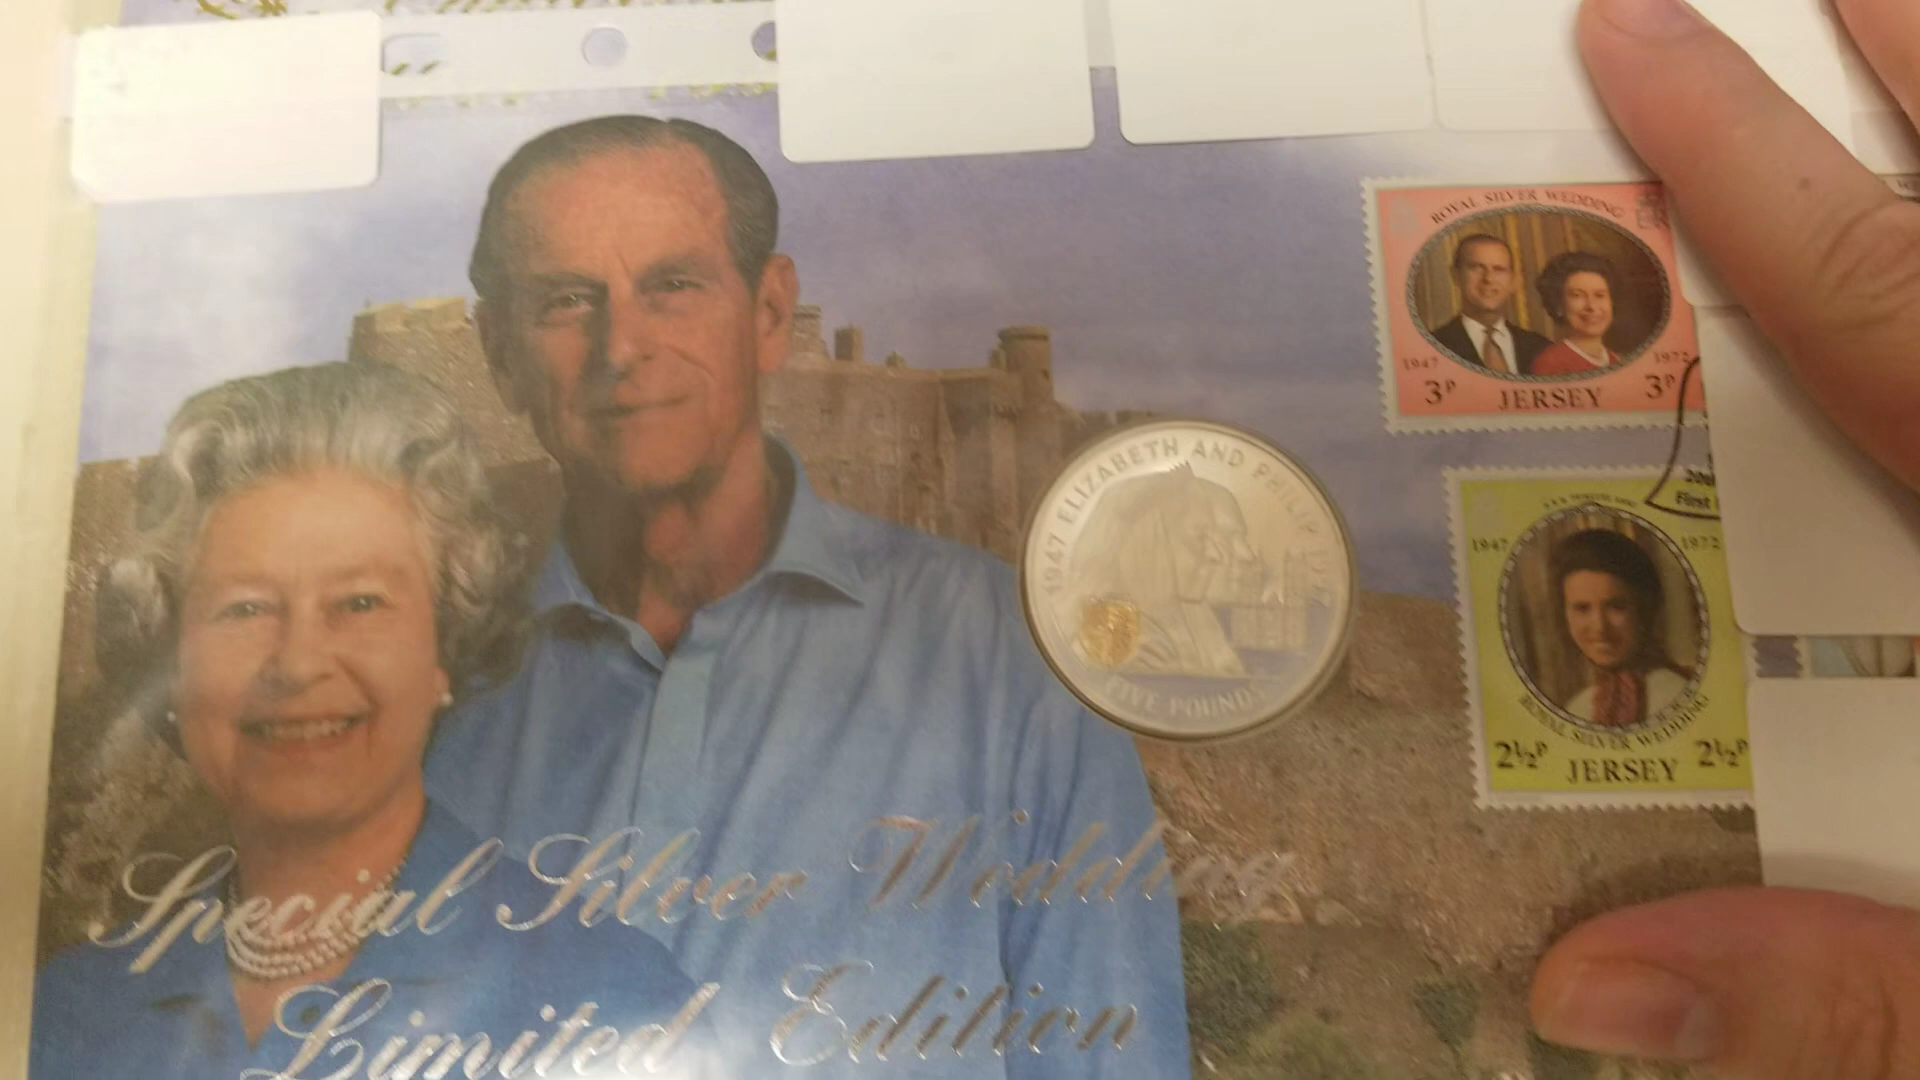 ROYAL SILVER WEDDING
1947 1972
3P JERSEY 3P
1947 ELIZABETH AND PHILIP
FIVE POUNDS
First
1947 1972
ROYAL SILVER WEDDING
2½P JERSEY 2½P
Special Silver Wedding
Limited Edition